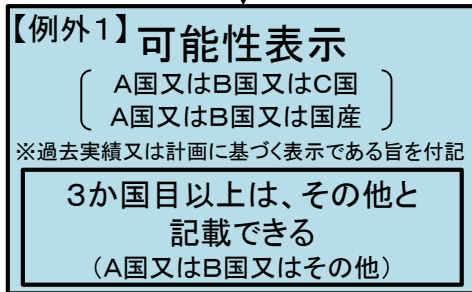 【例外１】
可能性表示
A国又はB国又はC国
A国又はB国又は国産
※過去実績又は計画に基づく表示である旨を付記
３か国目以上は、その他と
記載できる
（A国又はB国又はその他）